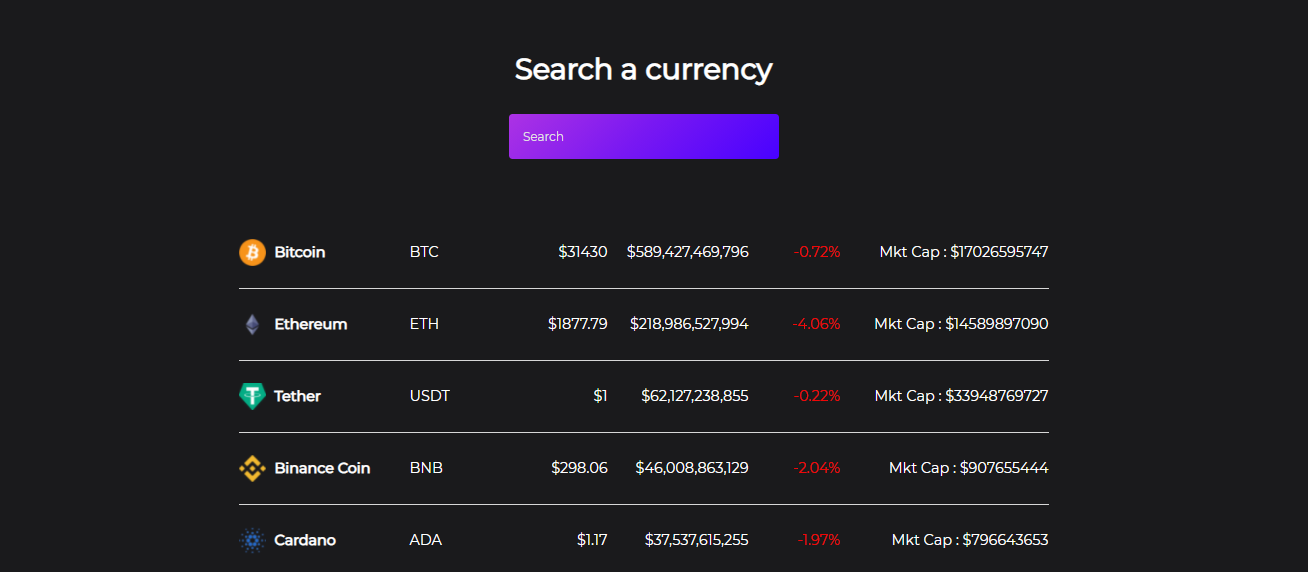 Search a currency
Search
Bitcoin BTC $31430 $589,427,469,796 -0.72% Mkt Cap : $17026595747
Ethereum ETH $1877.79 $218,986,527,994 -4.06% Mkt Cap : $14589897090
Tether USDT $1 $62,127,238,855 -0.22% Mkt Cap : $33948769727
Binance Coin BNB $298.06 $46,008,863,129 -2.04% Mkt Cap : $907655444
Cardano ADA $1.17 $37,537,615,255 -1.97% Mkt Cap : $796643653